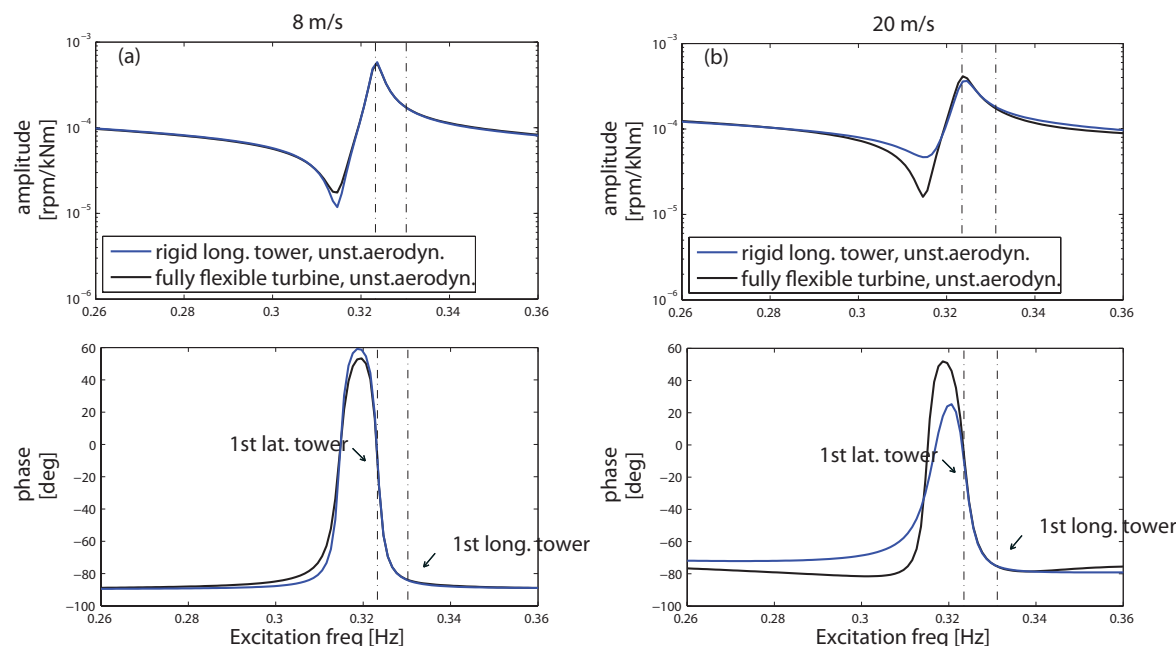 8 m/s
(a)
10⁻³
10⁻⁴
10⁻⁵
10⁻⁶
amplitude
[rpm/kNm]
rigid long. tower, unst.aerodyn.
fully flexible turbine, unst.aerodyn.
0.26
0.28
0.3
0.32
0.34
0.36
60
40
20
0
−20
−40
−60
−80
−100
phase
[deg]
1st lat. tower
1st long. tower
0.26
0.28
0.3
0.32
0.34
0.36
Excitation freq [Hz]
20 m/s
(b)
10⁻³
10⁻⁴
10⁻⁵
10⁻⁶
amplitude
[rpm/kNm]
rigid long. tower, unst.aerodyn.
fully flexible turbine, unst.aerodyn.
0.26
0.28
0.3
0.32
0.34
0.36
60
40
20
0
−20
−40
−60
−80
−100
phase
[deg]
1st lat. tower
1st long. tower
0.26
0.28
0.3
0.32
0.34
0.36
Excitation freq [Hz]